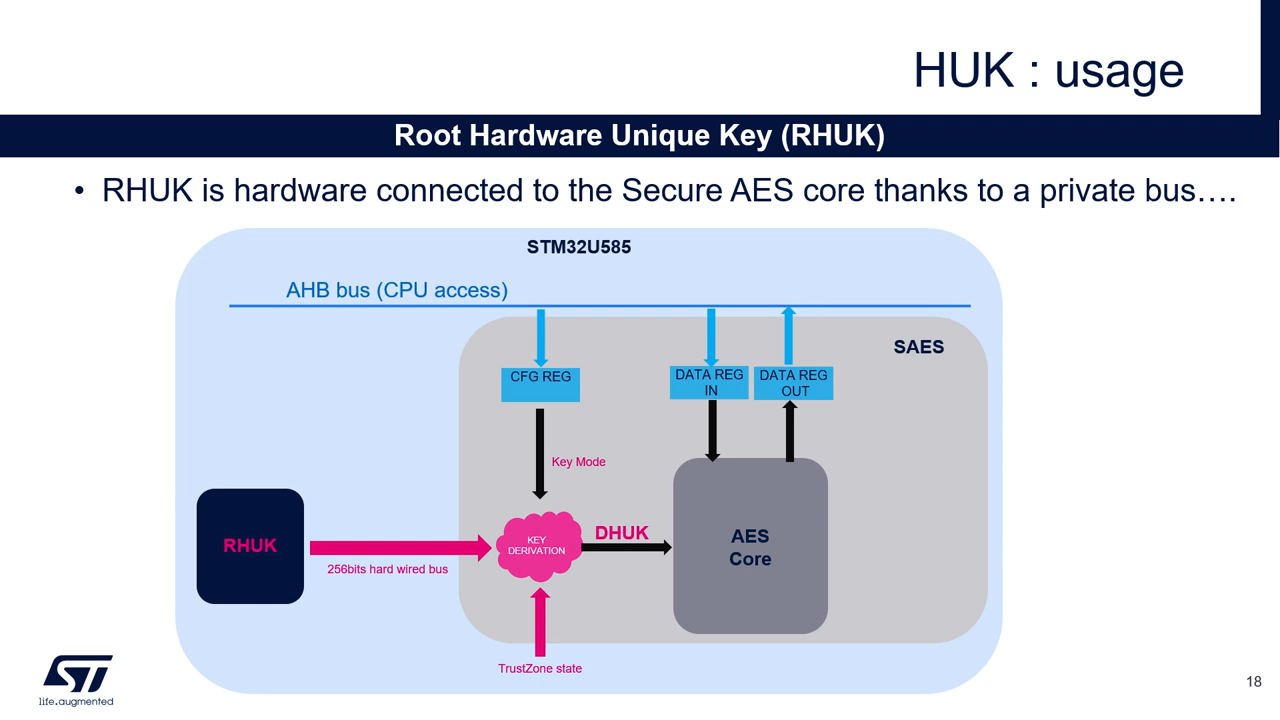 HUK : usage
Root Hardware Unique Key (RHUK)
• RHUK is hardware connected to the Secure AES core thanks to a private bus….
STM32U585
AHB bus (CPU access)
SAES
CFG REG
DATA REG
IN
DATA REG
OUT
Key Mode
RHUK
256bits hard wired bus
KEY
DERIVATION
DHUK
AES
Core
TrustZone state
ST
life.augmented
18